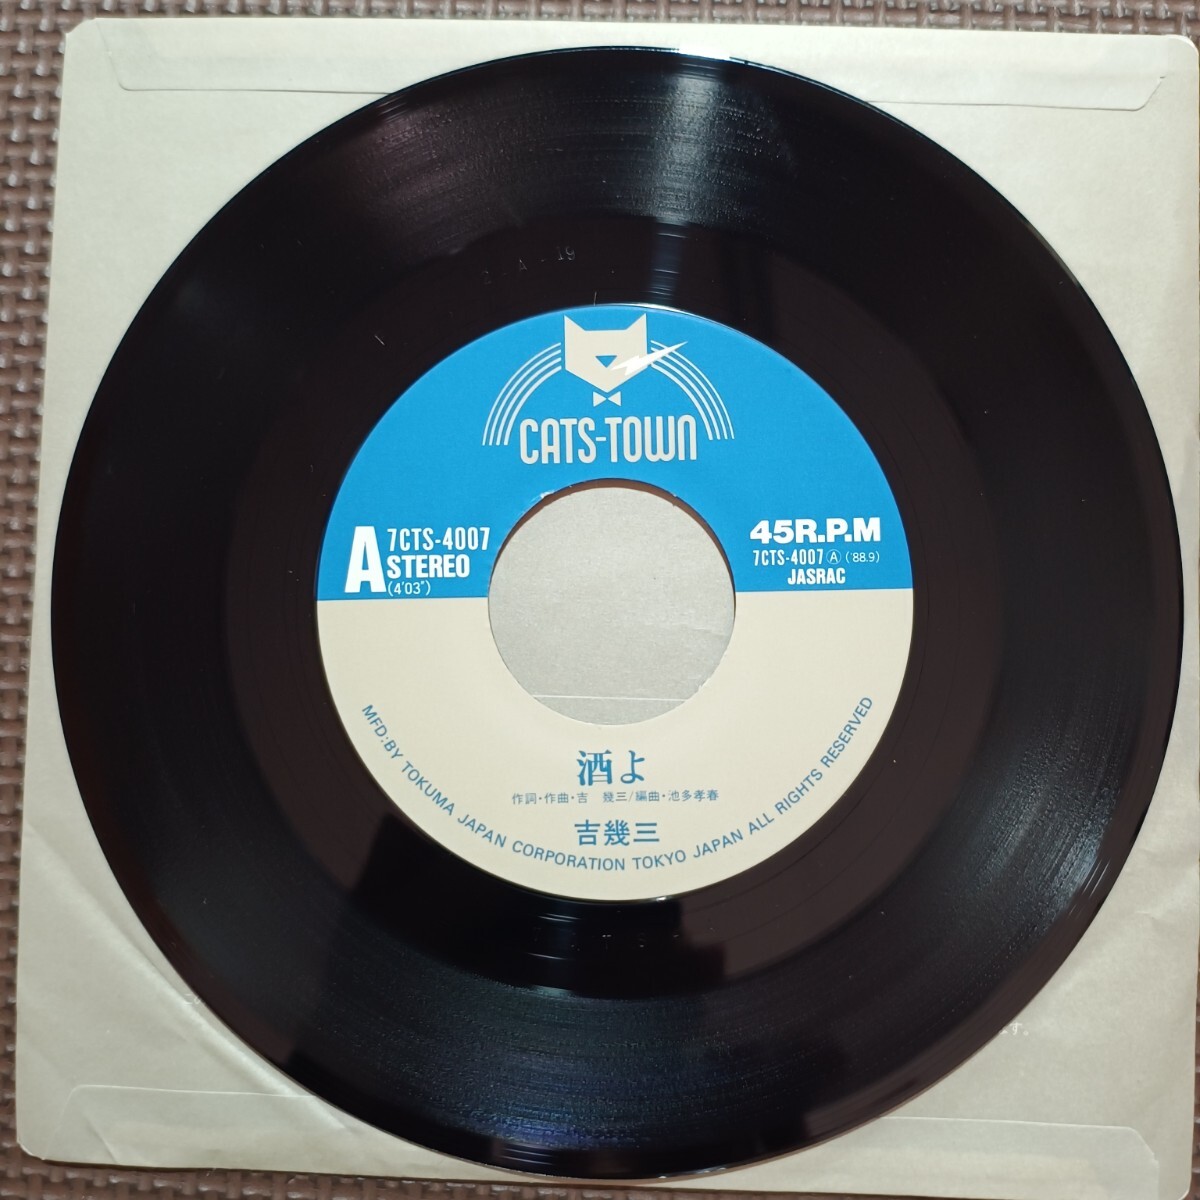 CATS-TOWN
A 7CTS-4007
STEREO
(4'03")
45R.P.M
7CTS-4007 Ⓐ ('88.9)
JASRAC
酒よ
作詞・作曲・吉 幾三/編曲・池多孝春
吉幾三
MFD:BY TOKUMA JAPAN CORPORATION TOKYO JAPAN ALL RIGHTS RESERVED